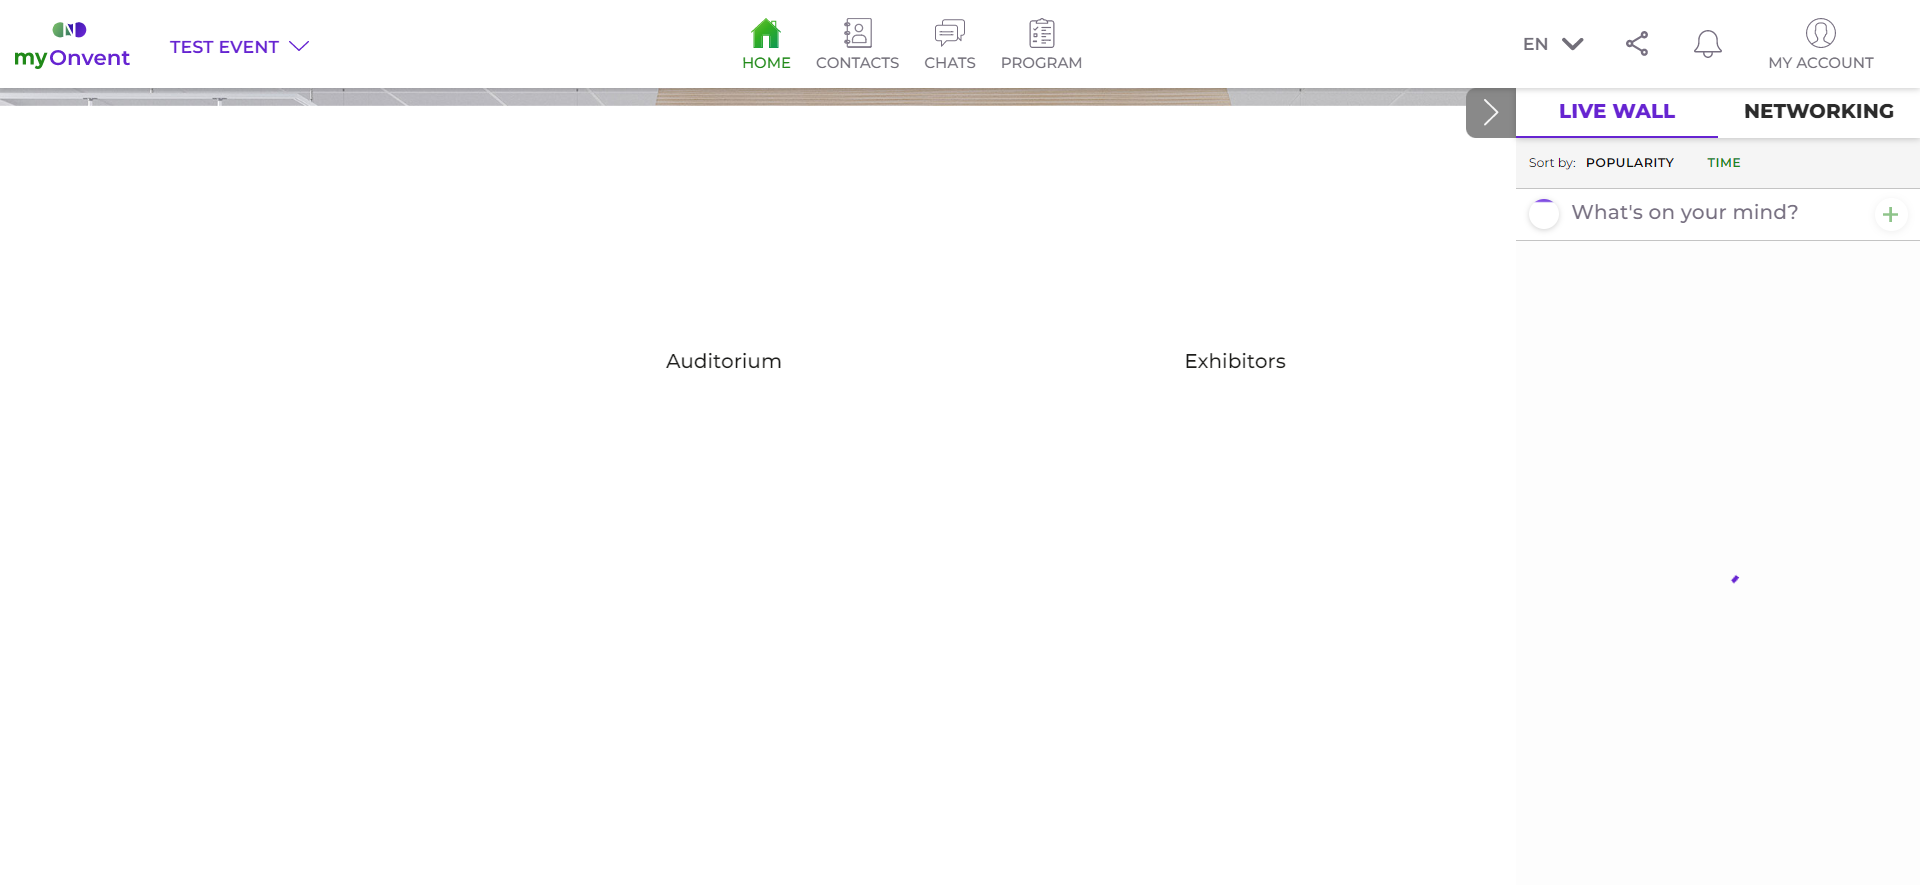 myOnvent
TEST EVENT
HOME
CONTACTS
CHATS
PROGRAM
EN
MY ACCOUNT
LIVE WALL
NETWORKING
Sort by: POPULARITY TIME
What's on your mind?
Auditorium
Exhibitors